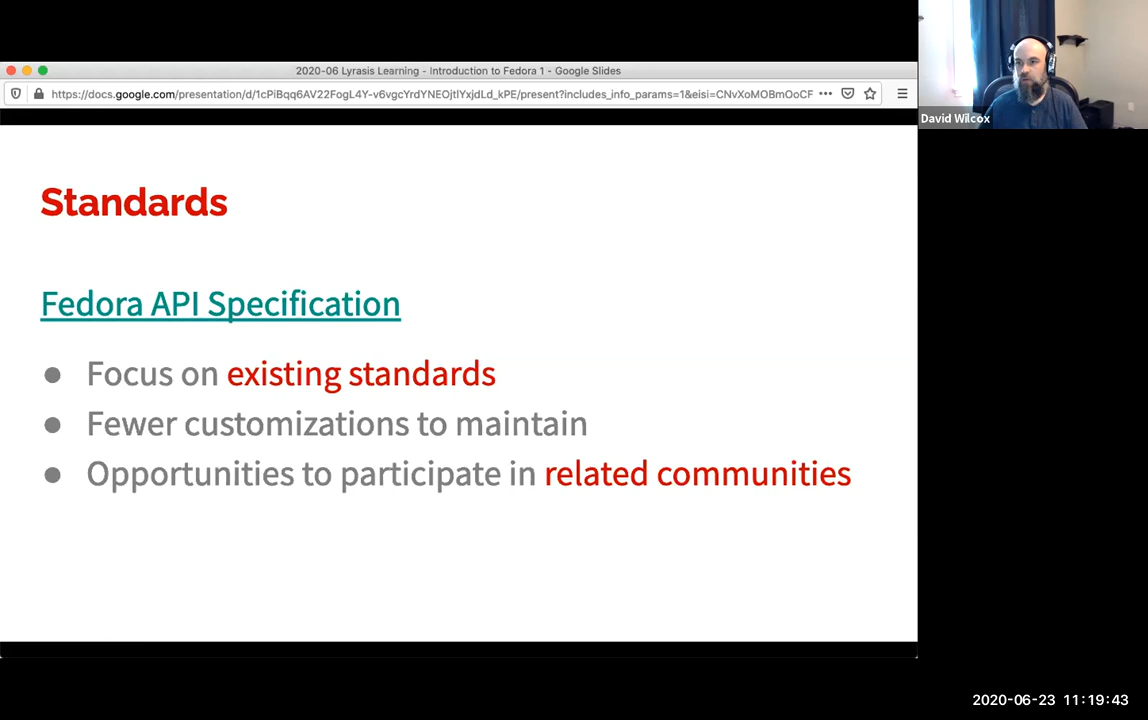 2020-06 Lyrasis Learning - Introduction to Fedora 1 - Google Slides
https://docs.google.com/presentation/d/1cPiBqq6AV22FogL4Y-v6vgcYrdYNEOjtlYxjdLd_kPE/present?includes_info_params=1&eisi=CNvXoMOBmOoCF
David Wilcox
Standards
Fedora API Specification
● Focus on existing standards
● Fewer customizations to maintain
● Opportunities to participate in related communities
2020-06-23 11:19:43